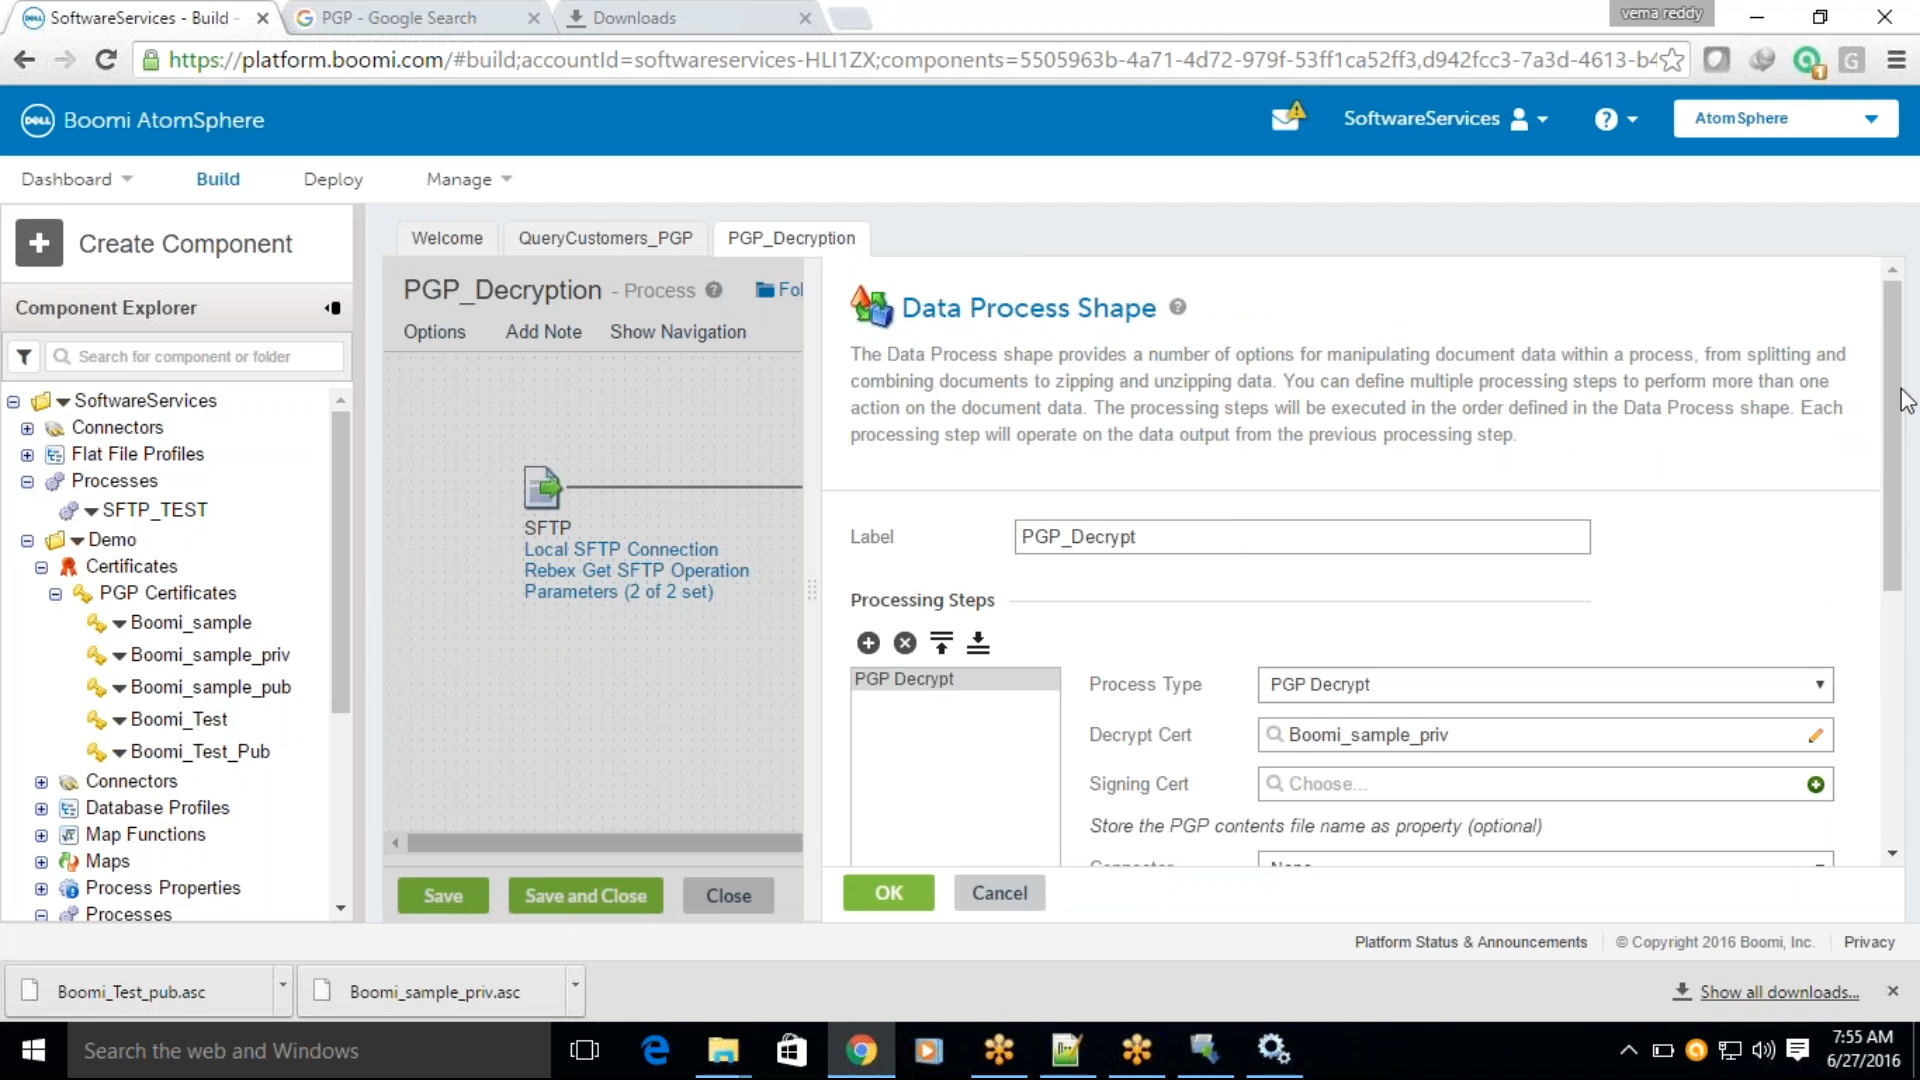 SoftwareServices - Build -
PGP - Google Search
Downloads
vema reddy
https://platform.boomi.com/#build;accountId=softwareservices-HLI1ZX;components=5505963b-4a71-4d72-979f-53ff1ca52ff3,d942fcc3-7a3d-4613-b4
DELL Boomi AtomSphere
SoftwareServices
AtomSphere
Dashboard
Build
Deploy
Manage
Create Component
Component Explorer
Search for component or folder
SoftwareServices
Connectors
Flat File Profiles
Processes
SFTP_TEST
Demo
Certificates
PGP Certificates
Boomi_sample
Boomi_sample_priv
Boomi_sample_pub
Boomi_Test
Boomi_Test_Pub
Connectors
Database Profiles
Map Functions
Maps
Process Properties
Processes
Welcome
QueryCustomers_PGP
PGP_Decryption
PGP_Decryption - Process
Fol
Options
Add Note
Show Navigation
SFTP
Local SFTP Connection
Rebex Get SFTP Operation
Parameters (2 of 2 set)
Save
Save and Close
Close
Data Process Shape
The Data Process shape provides a number of options for manipulating document data within a process, from splitting and
combining documents to zipping and unzipping data. You can define multiple processing steps to perform more than one
action on the document data. The processing steps will be executed in the order defined in the Data Process shape. Each
processing step will operate on the data output from the previous processing step.
Label
PGP_Decrypt
Processing Steps
PGP Decrypt
Process Type
PGP Decrypt
Decrypt Cert
Boomi_sample_priv
Signing Cert
Choose...
Store the PGP contents file name as property (optional)
Connector
None
OK
Cancel
Platform Status & Announcements
© Copyright 2016 Boomi, Inc.
Privacy
Boomi_Test_pub.asc
Boomi_sample_priv.asc
Show all downloads...
Search the web and Windows
7:55 AM
6/27/2016